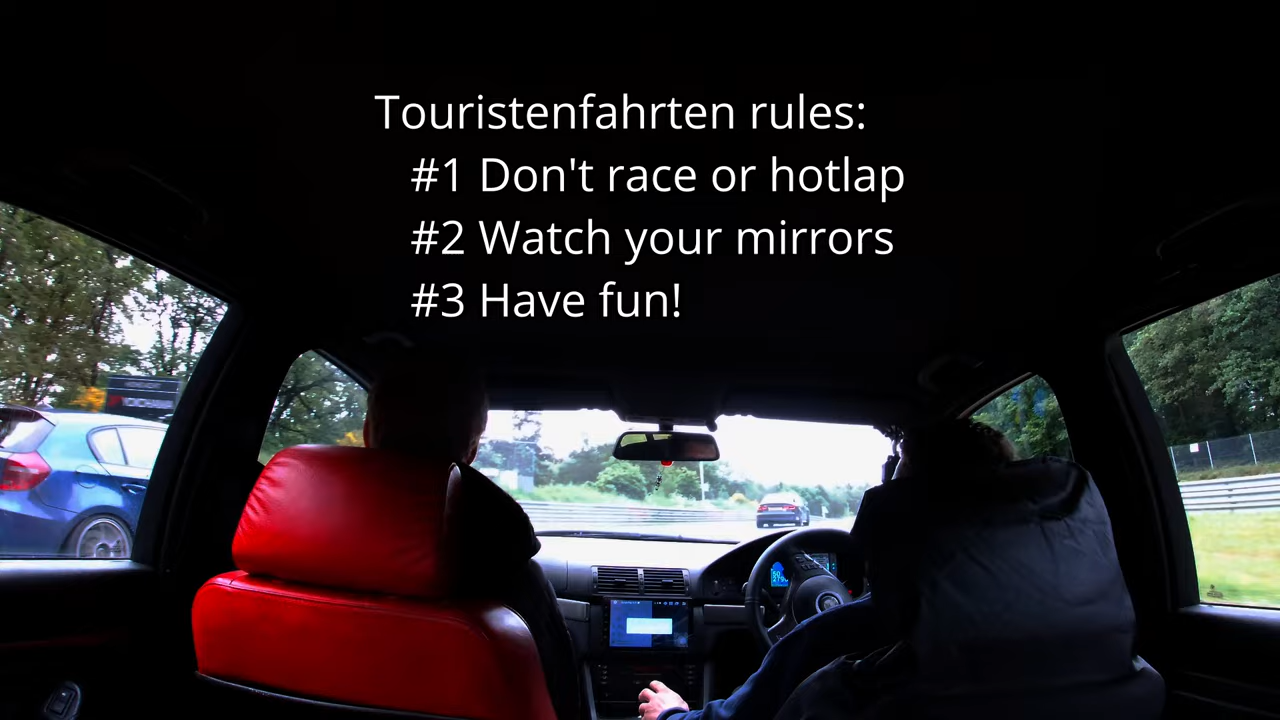 Touristenfahrten rules:
#1 Don't race or hotlap
#2 Watch your mirrors
#3 Have fun!